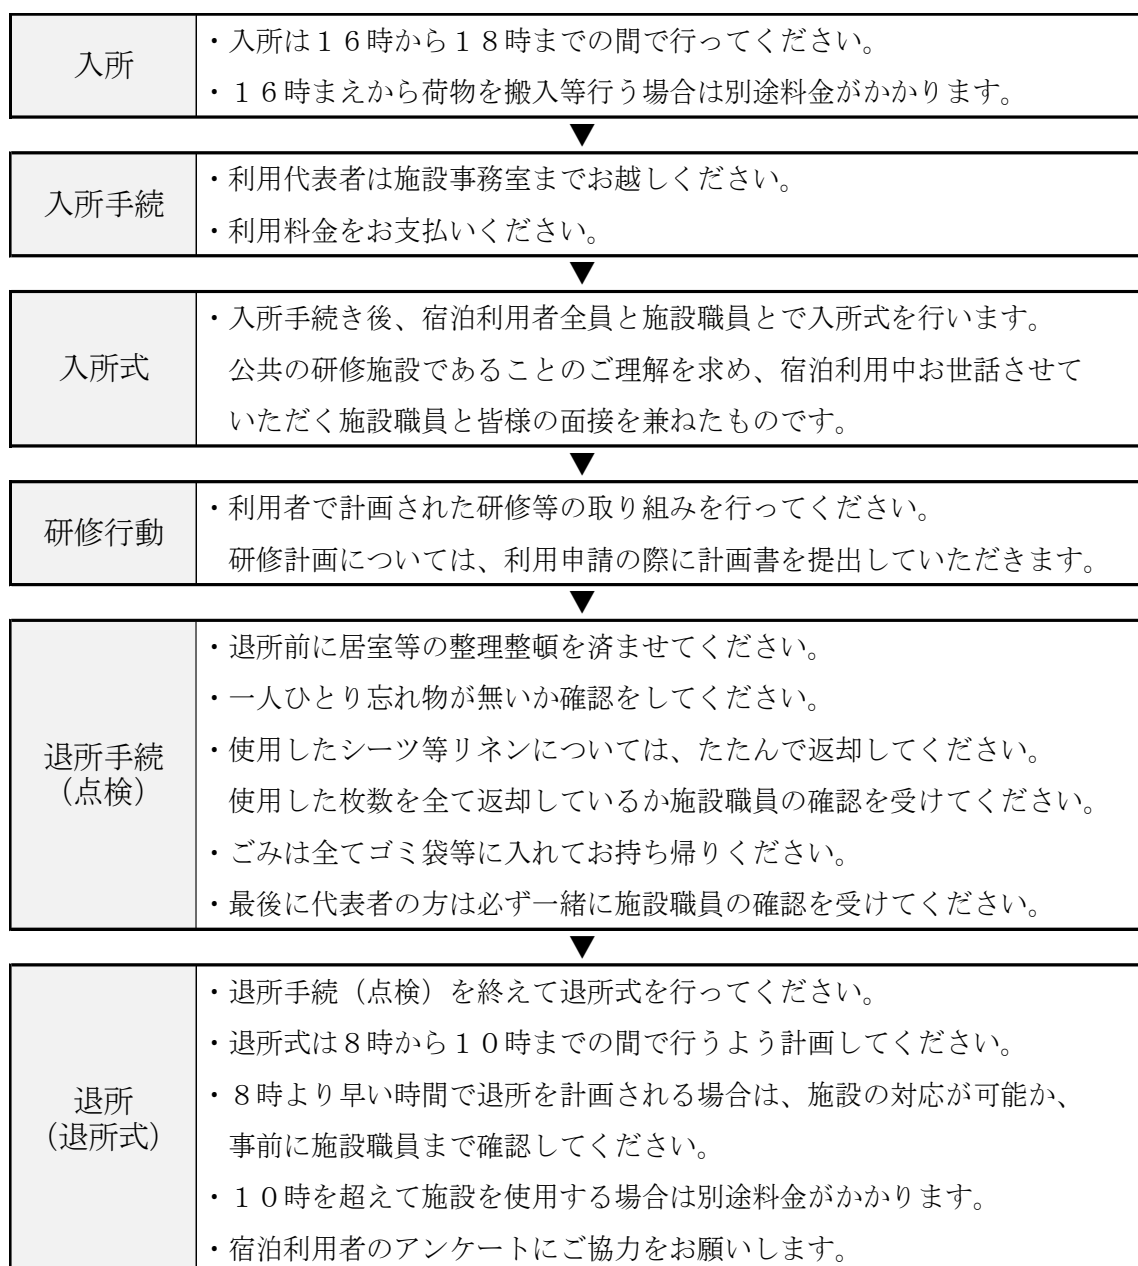 入所
・入所は１６時から１８時までの間で行ってください。
・１６時まえから荷物を搬入等行う場合は別途料金がかかります。
▼
入所手続
・利用代表者は施設事務室までお越しください。
・利用料金をお支払いください。
▼
入所式
・入所手続き後、宿泊利用者全員と施設職員とで入所式を行います。
公共の研修施設であることのご理解を求め、宿泊利用中お世話させて
いただく施設職員と皆様の面接を兼ねたものです。
▼
研修行動
・利用者で計画された研修等の取り組みを行ってください。
研修計画については、利用申請の際に計画書を提出していただきます。
▼
退所手続
（点検）
・退所前に居室等の整理整頓を済ませてください。
・一人ひとり忘れ物が無いか確認をしてください。
・使用したシーツ等リネンについては、たたんで返却してください。
使用した枚数を全て返却しているか施設職員の確認を受けてください。
・ごみは全てゴミ袋等に入れてお持ち帰りください。
・最後に代表者の方は必ず一緒に施設職員の確認を受けてください。
▼
退所
（退所式）
・退所手続（点検）を終えて退所式を行ってください。
・退所式は８時から１０時までの間で行うよう計画してください。
・８時より早い時間で退所を計画される場合は、施設の対応が可能か、
事前に施設職員まで確認してください。
・１０時を超えて施設を使用する場合は別途料金がかかります。
・宿泊利用者のアンケートにご協力をお願いします。